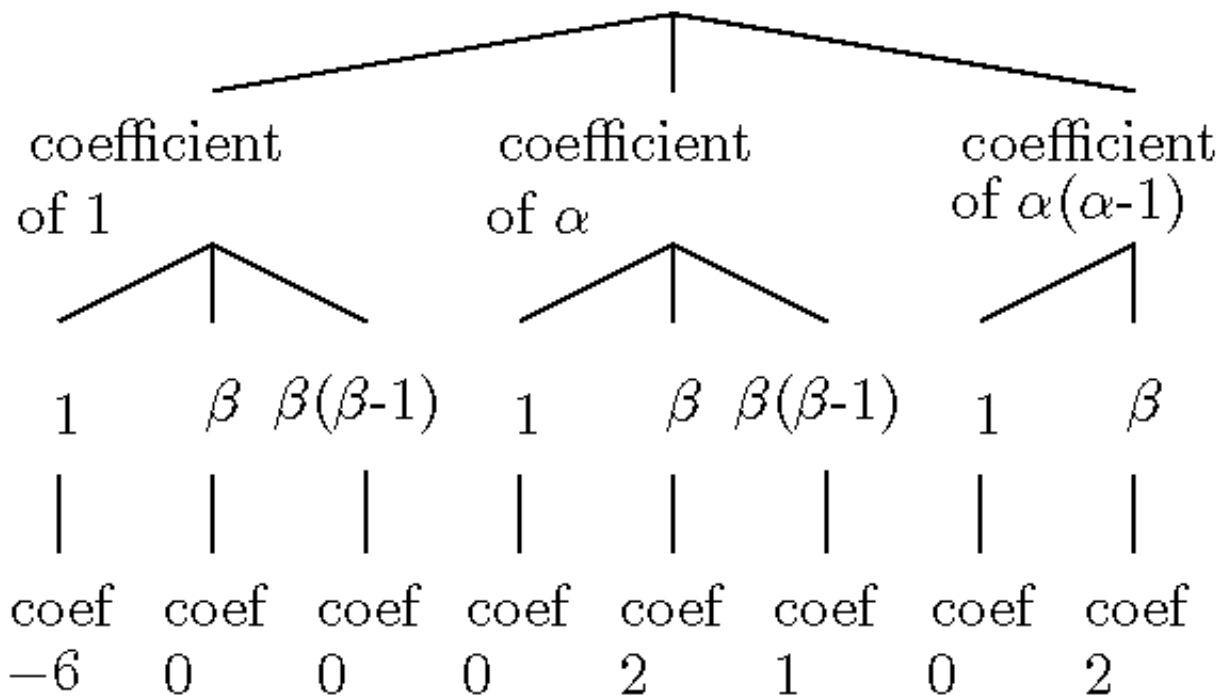 coefficient coefficient coefficient
of 1 of α of α(α-1)
1 β β(β-1) 1 β β(β-1) 1 β
coef coef coef coef coef coef coef coef
−6 0 0 0 2 1 0 2